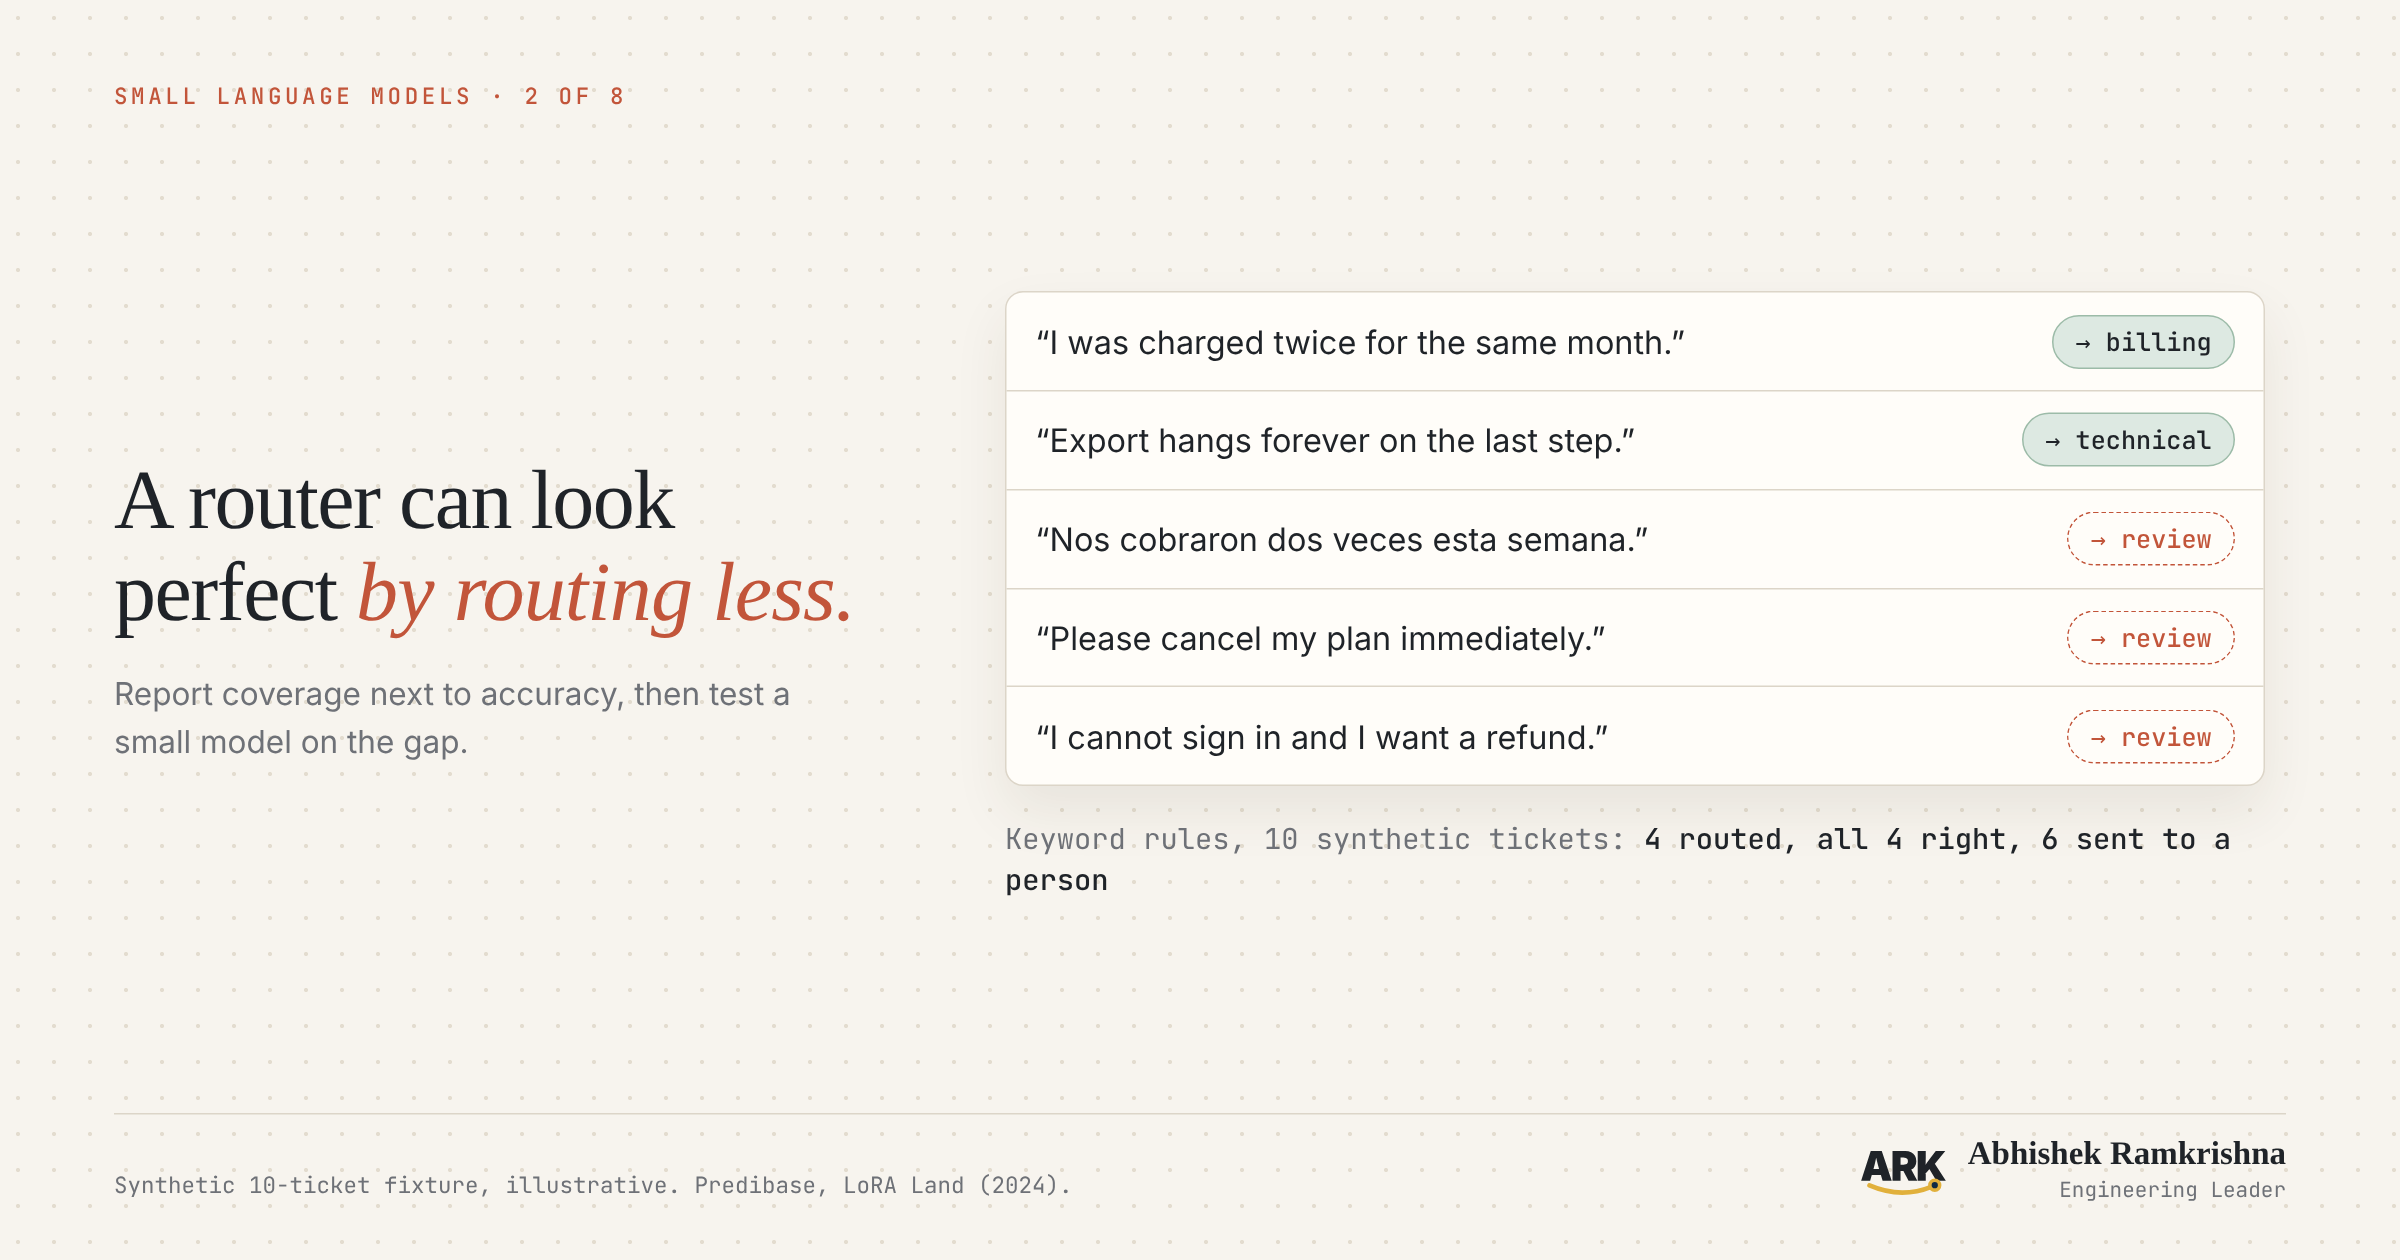 SMALL LANGUAGE MODELS · 2 OF 8
A router can look
perfect by routing less.
Report coverage next to accuracy, then test a
small model on the gap.
“I was charged twice for the same month.” → billing
“Export hangs forever on the last step.” → technical
“Nos cobraron dos veces esta semana.” → review
“Please cancel my plan immediately.” → review
“I cannot sign in and I want a refund.” → review
Keyword rules, 10 synthetic tickets: 4 routed, all 4 right, 6 sent to a
person
Synthetic 10-ticket fixture, illustrative. Predibase, LoRA Land (2024).
ARK
Abhishek Ramkrishna
Engineering Leader